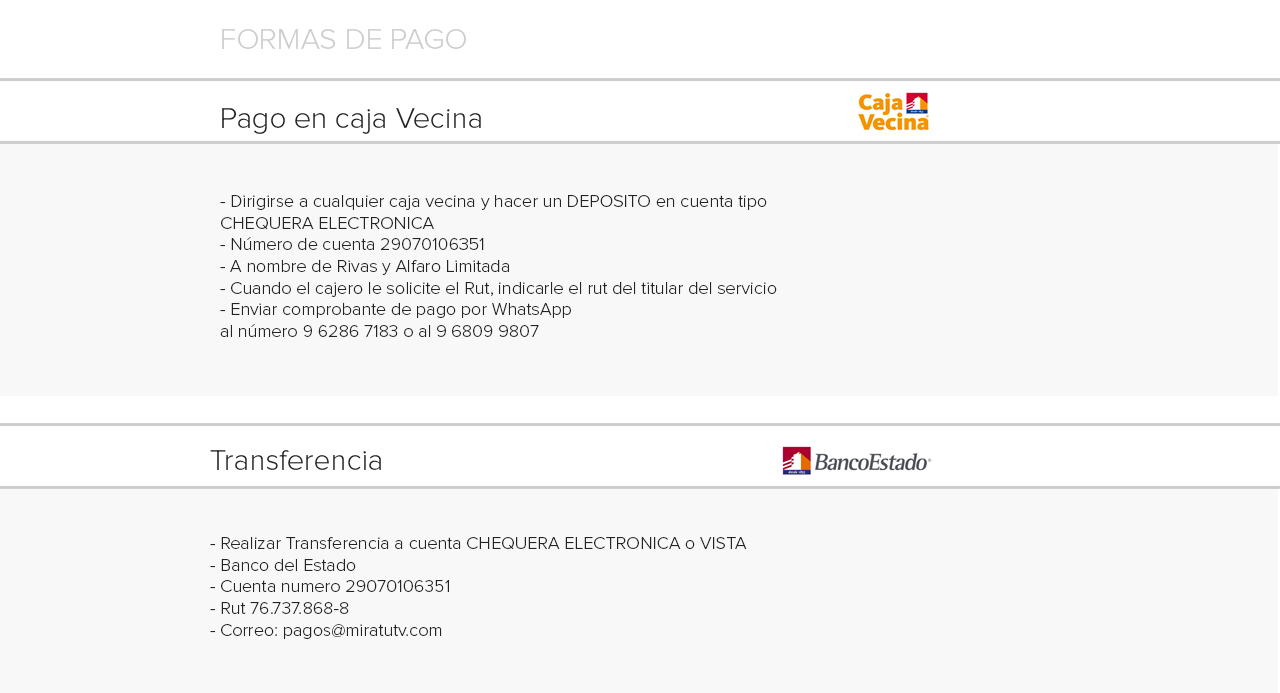 FORMAS DE PAGO
Pago en caja Vecina
Caja
Vecina
- Dirigirse a cualquier caja vecina y hacer un DEPOSITO en cuenta tipo
CHEQUERA ELECTRONICA
- Número de cuenta 29070106351
- A nombre de Rivas y Alfaro Limitada
- Cuando el cajero le solicite el Rut, indicarle el rut del titular del servicio
- Enviar comprobante de pago por WhatsApp
al número 9 6286 7183 o al 9 6809 9807
Transferencia
BancoEstado®
- Realizar Transferencia a cuenta CHEQUERA ELECTRONICA o VISTA
- Banco del Estado
- Cuenta numero 29070106351
- Rut 76.737.868-8
- Correo: pagos@miratutv.com